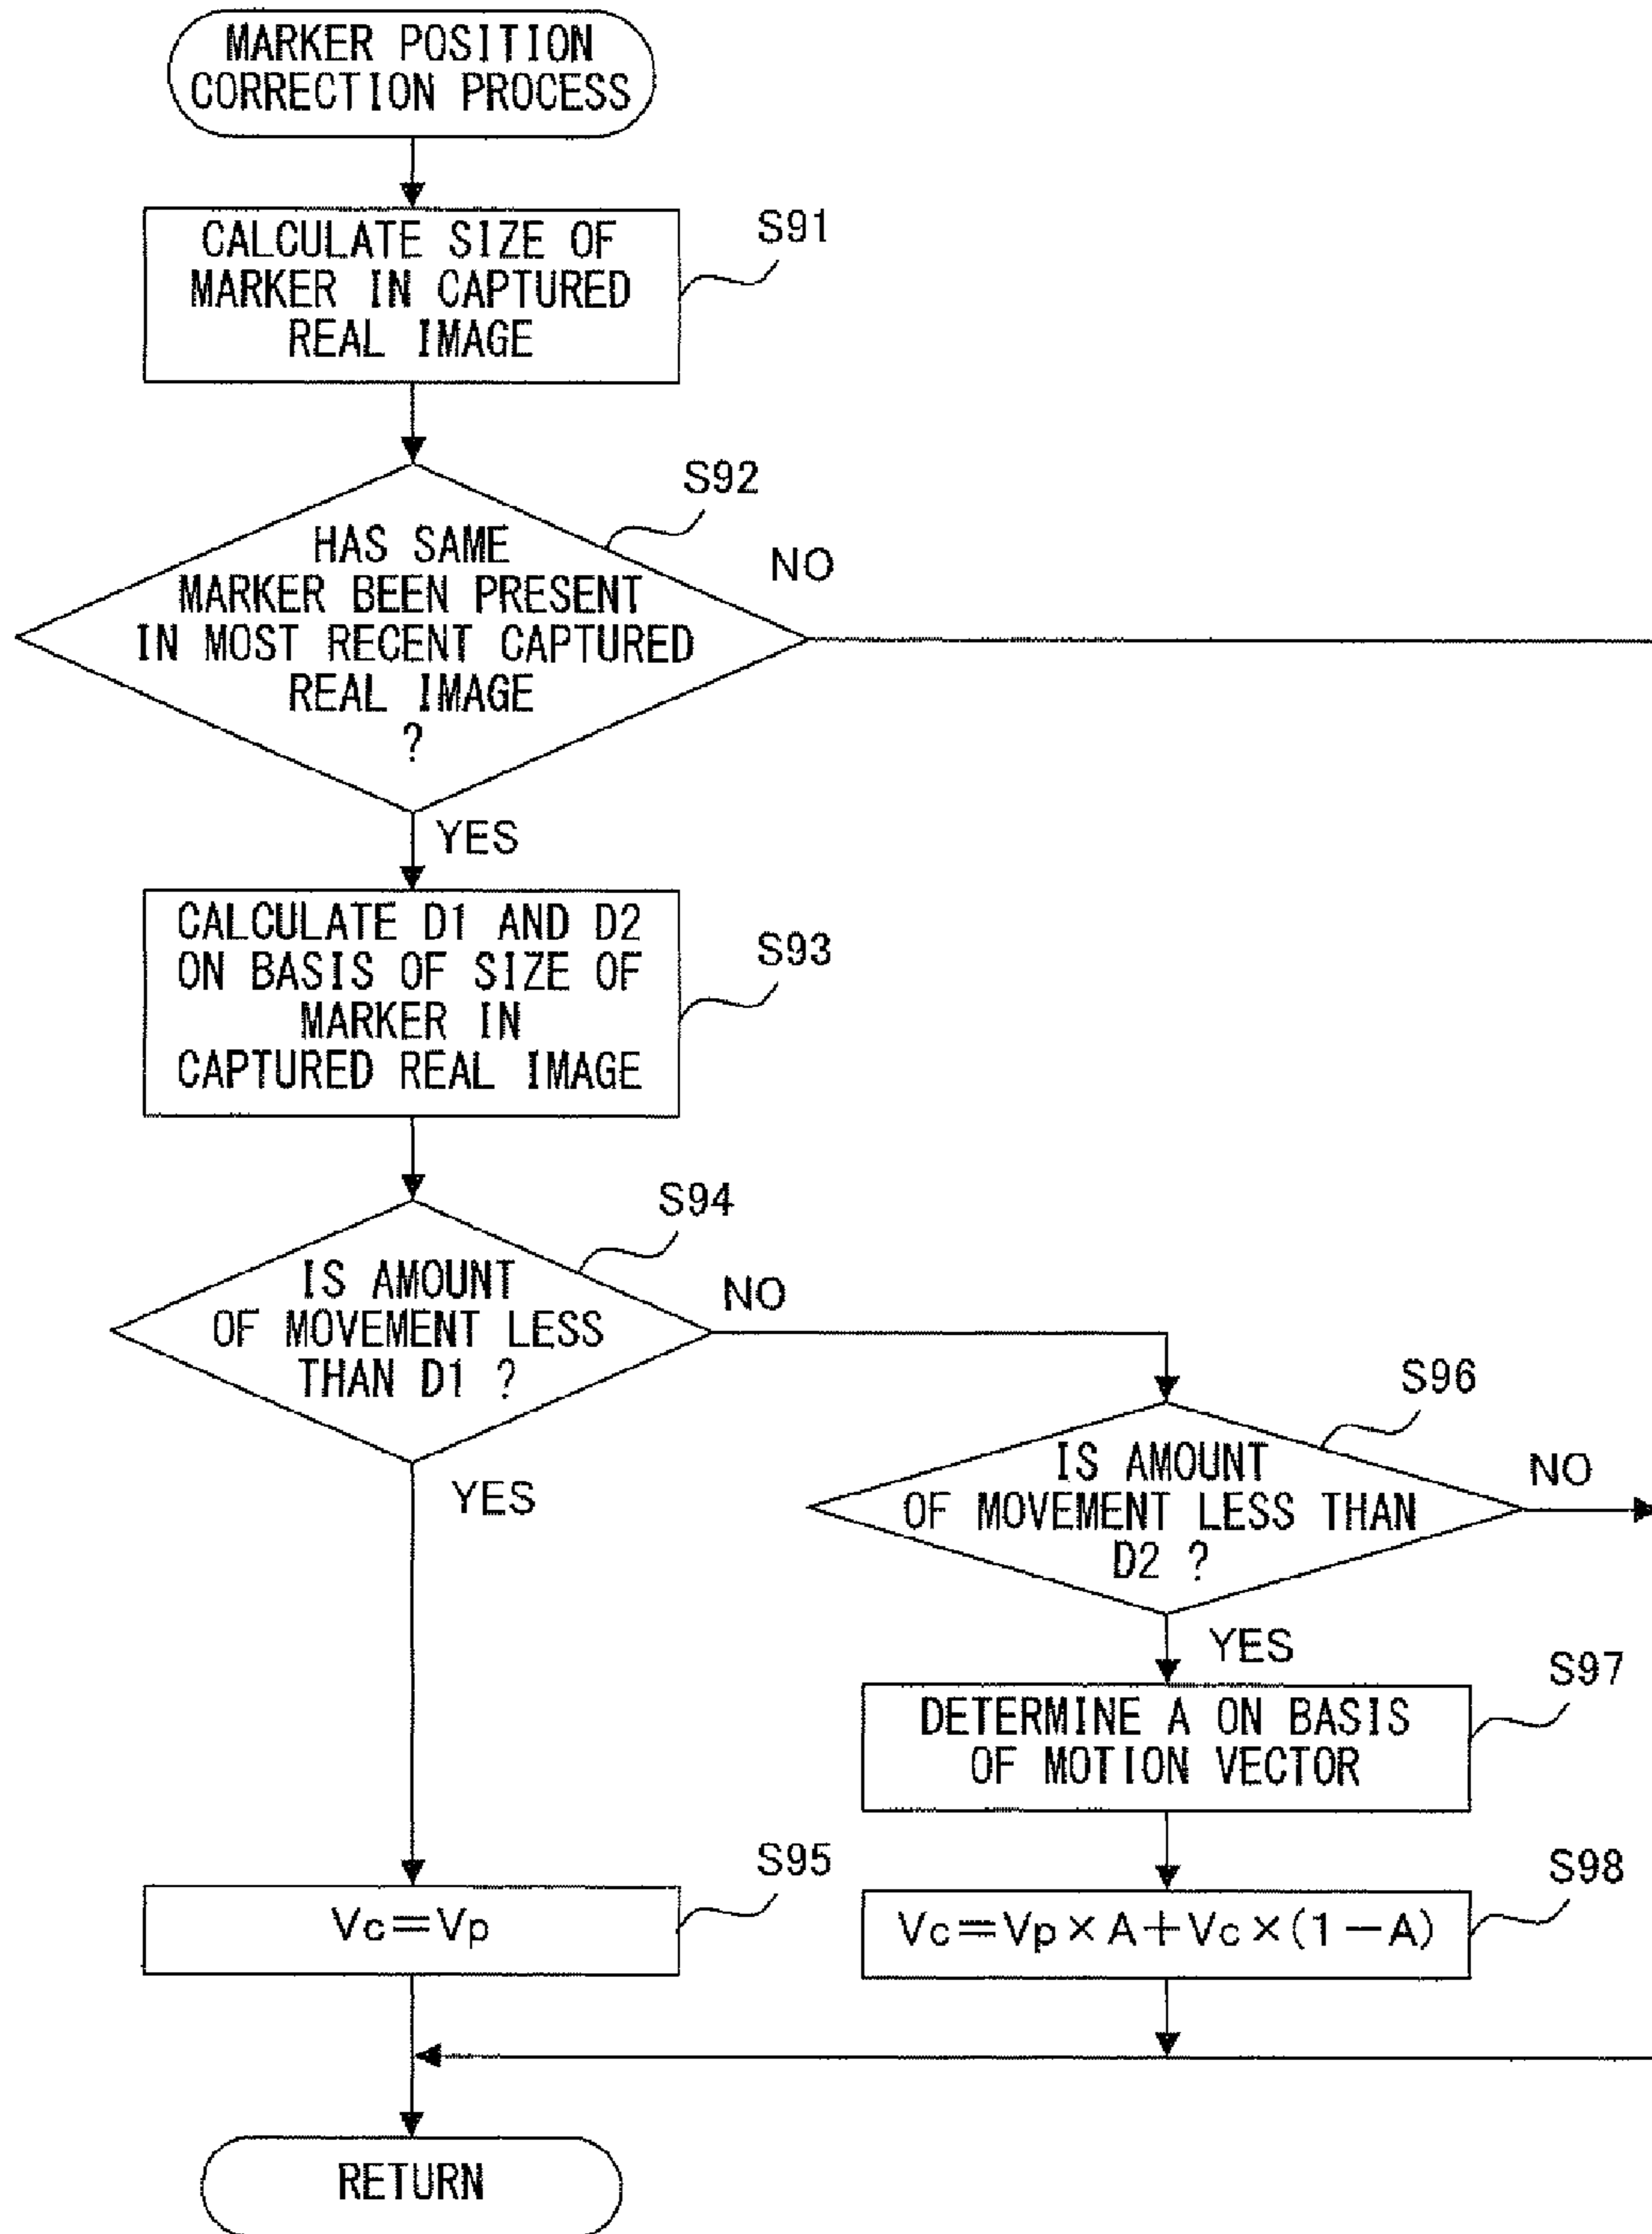 MARKER POSITION
CORRECTION PROCESS
CALCULATE SIZE OF
MARKER IN CAPTURED
REAL IMAGE
S91
S92
HAS SAME
MARKER BEEN PRESENT
IN MOST RECENT CAPTURED
REAL IMAGE
?
NO
YES
CALCULATE D1 AND D2
ON BASIS OF SIZE OF
MARKER IN
CAPTURED REAL IMAGE
S93
S94
IS AMOUNT
OF MOVEMENT LESS
THAN D1 ?
NO
YES
S96
IS AMOUNT
OF MOVEMENT LESS THAN
D2 ?
NO
YES
S97
DETERMINE A ON BASIS
OF MOTION VECTOR
S95
Vc=Vp
S98
Vc=Vp×A+Vc×(1-A)
RETURN